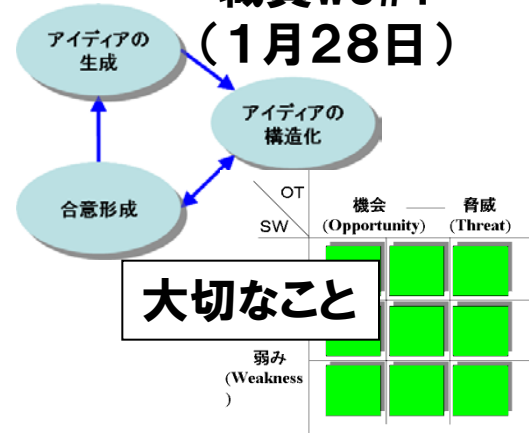 (1月28日)
アイディアの
生成
アイディアの
構造化
合意形成
OT
SW
機会
(Opportunity)
脅威
(Threat)
大切なこと
弱み
(Weakness
)